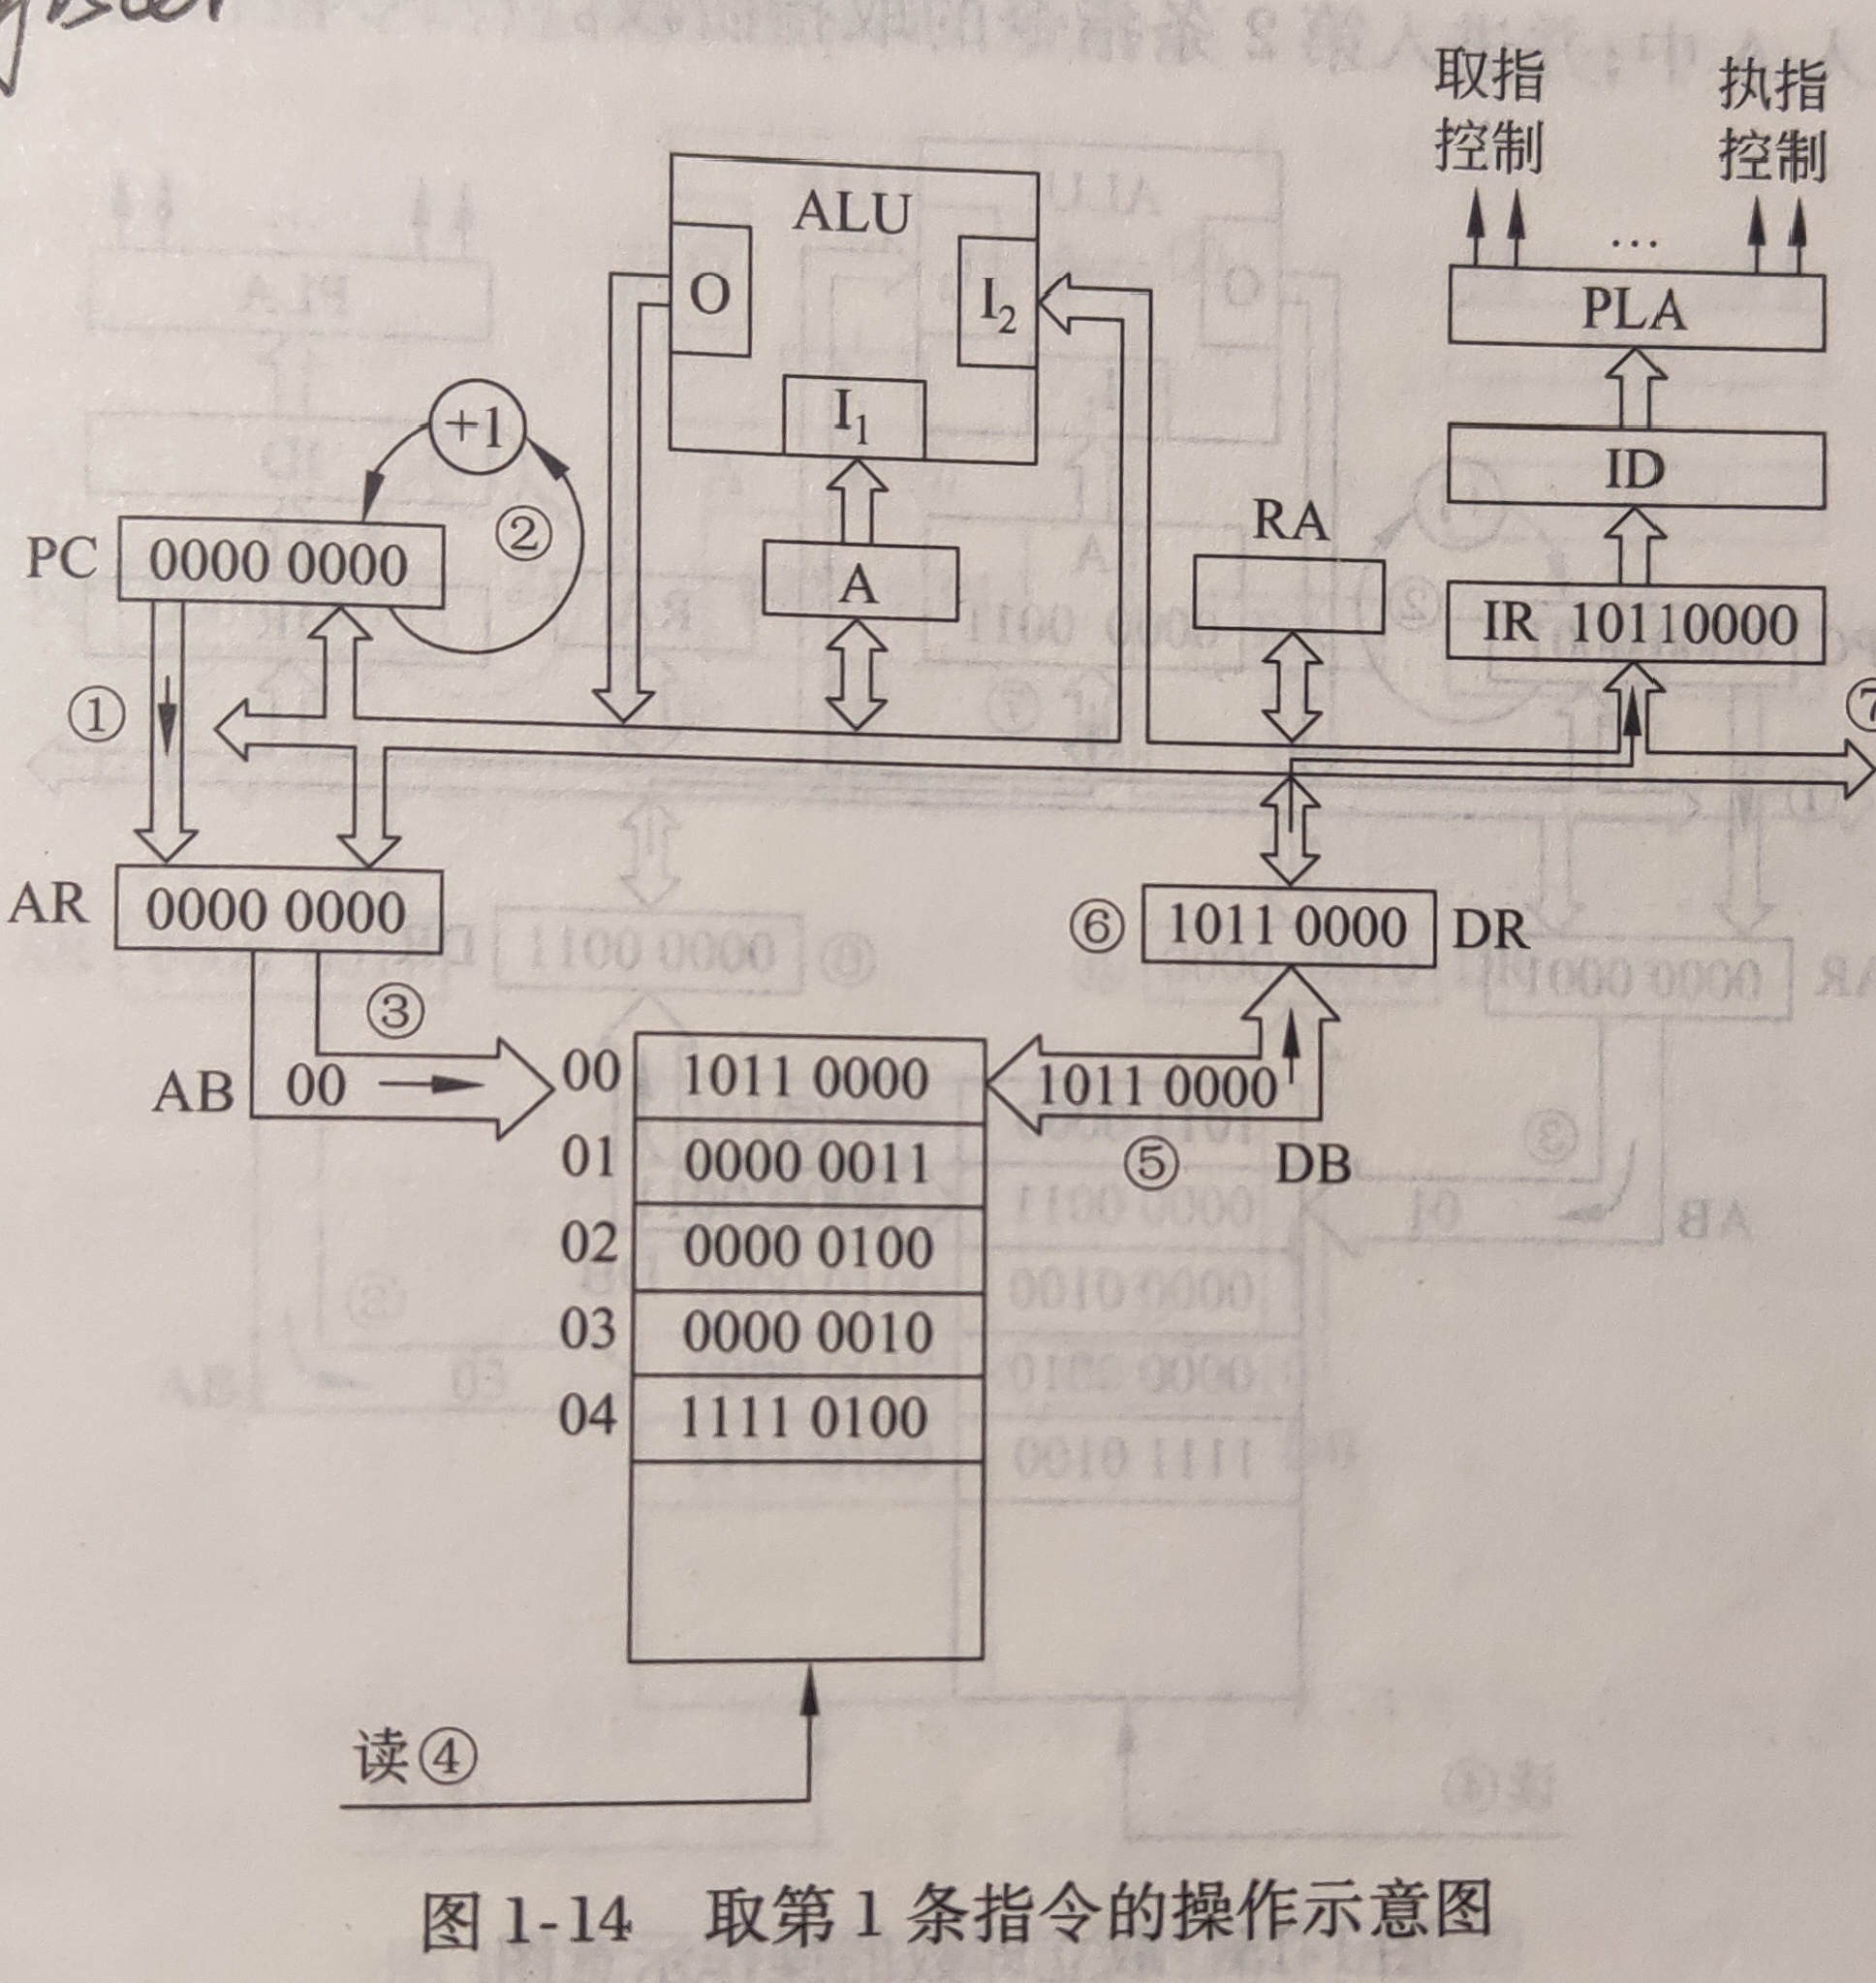 取指 执指
控制 控制
ALU
O
I₂
I₁
…
PLA
+1
ID
②
RA
PC 0000 0000
A
IR 10110000
①
⑦
AR 0000 0000
⑥ 1011 0000 DR
③
AB 00
00 1011 0000
1011 0000
01 0000 0011
⑤ DB
02 0000 0100
03 0000 0010
04 1111 0100
读④
图 1-14 取第 1 条指令的操作示意图